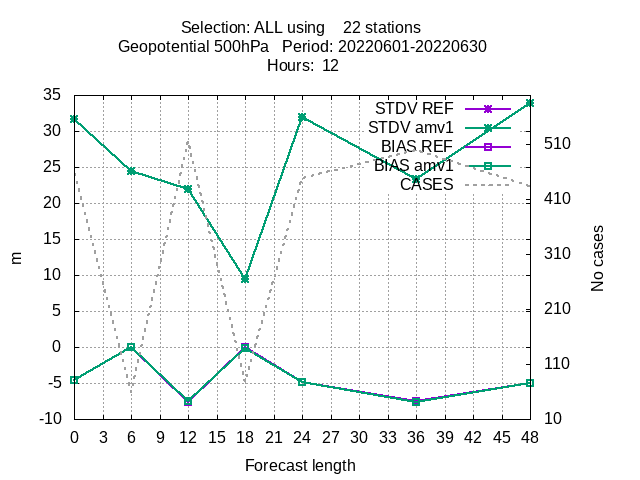 Selection: ALL using    22 stations
Geopotential 500hPa   Period: 20220601-20220630
Hours:  12
35
30
25
20
15
10
5
0
-5
-10
m
STDV REF
STDV amv1
BIAS REF
BIAS amv1
CASES
510
410
310
210
110
10
No cases
0 3 6 9 12 15 18 21 24 27 30 33 36 39 42 45 48
Forecast length